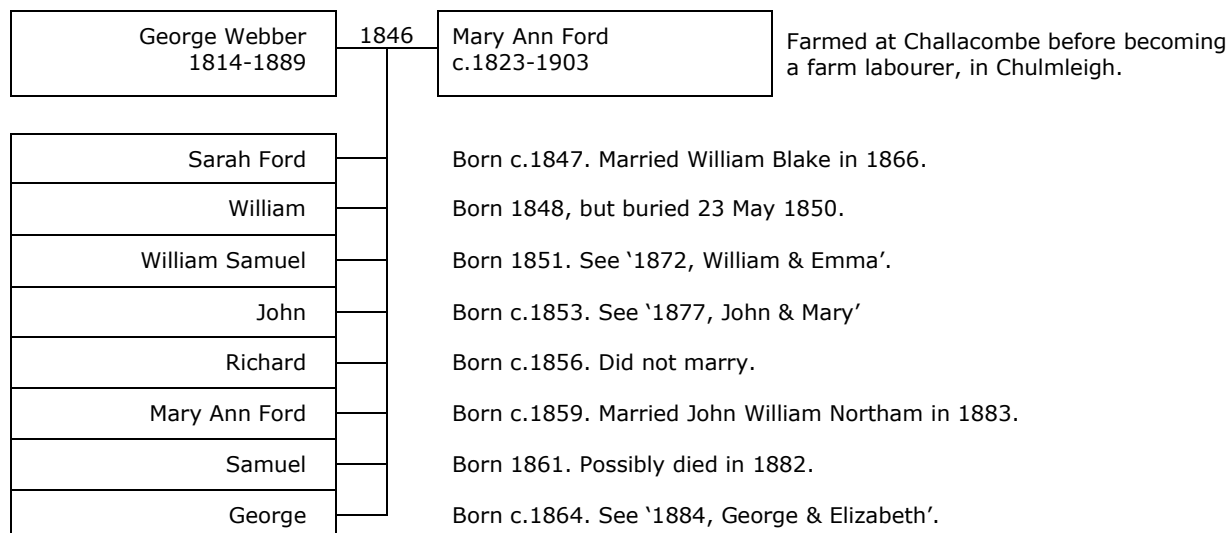 George Webber
1814-1889
1846
Mary Ann Ford
c.1823-1903
Farmed at Challacombe before becoming
a farm labourer, in Chulmleigh.
Sarah Ford
Born c.1847. Married William Blake in 1866.
William
Born 1848, but buried 23 May 1850.
William Samuel
Born 1851. See ‘1872, William & Emma’.
John
Born c.1853. See ‘1877, John & Mary’
Richard
Born c.1856. Did not marry.
Mary Ann Ford
Born c.1859. Married John William Northam in 1883.
Samuel
Born 1861. Possibly died in 1882.
George
Born c.1864. See ‘1884, George & Elizabeth’.